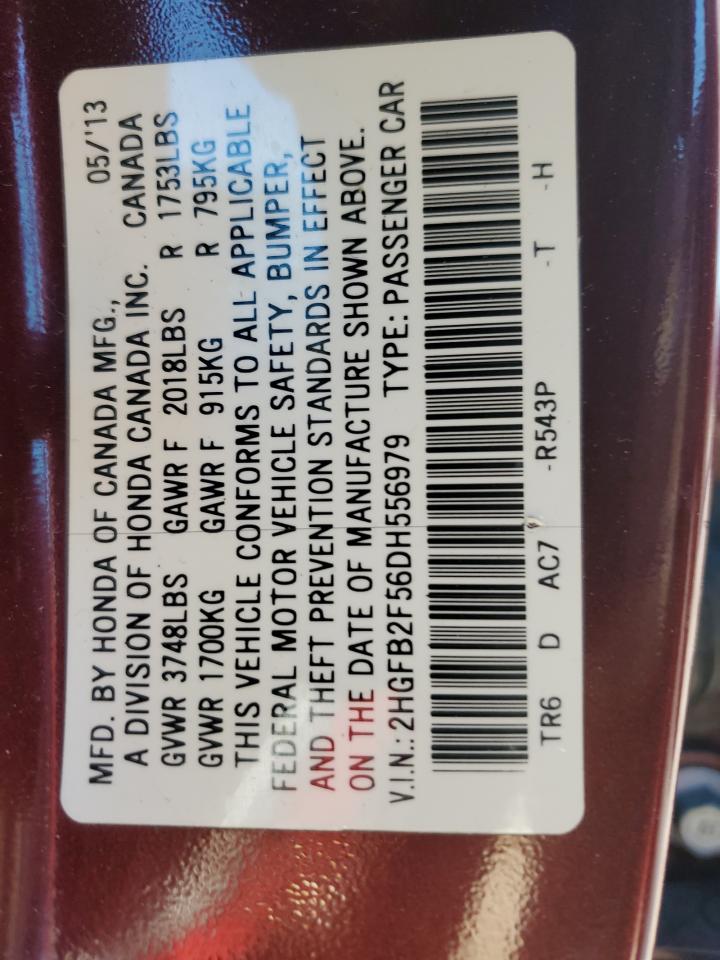 MFD. BY HONDA OF CANADA MFG., 05/'13
A DIVISION OF HONDA CANADA INC. CANADA
GVWR 3748LBS GAWR F 2018LBS R 1753LBS
GVWR 1700KG GAWR F 915KG R 795KG
THIS VEHICLE CONFORMS TO ALL APPLICABLE
FEDERAL MOTOR VEHICLE SAFETY, BUMPER,
AND THEFT PREVENTION STANDARDS IN EFFECT
ON THE DATE OF MANUFACTURE SHOWN ABOVE.
V.I.N.: 2HGFB2F56DH556979 TYPE: PASSENGER CAR
TR6 D AC7 -R543P -T -H